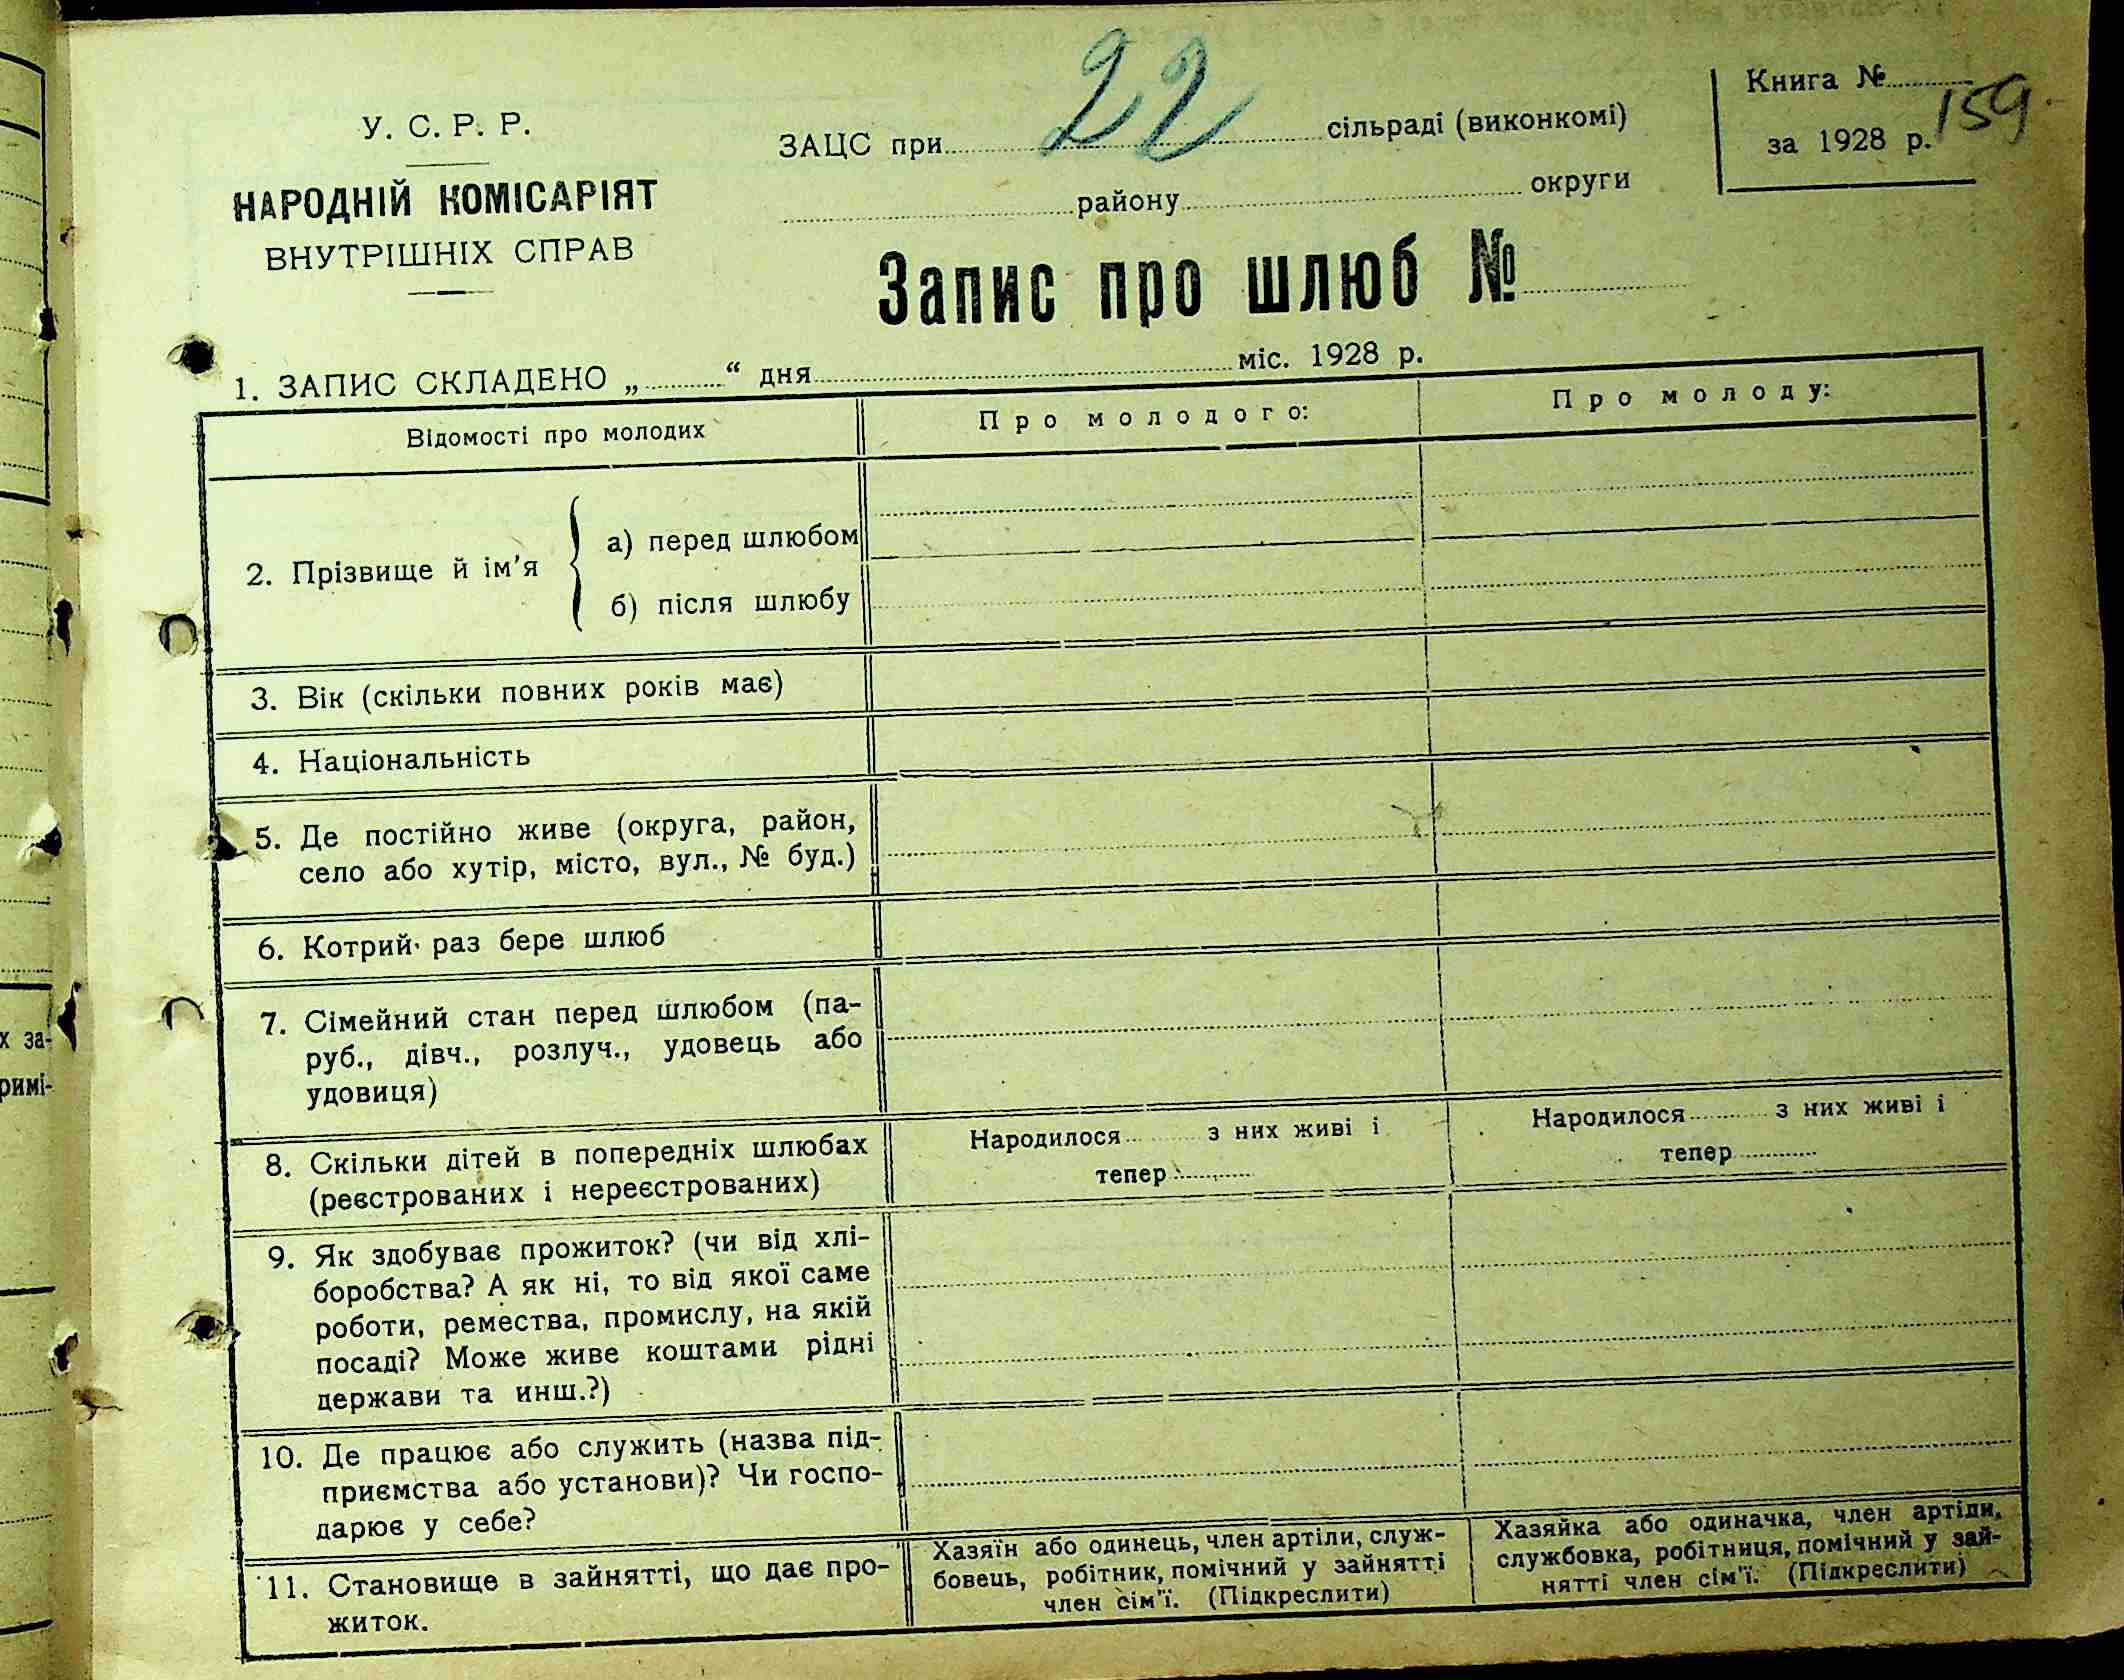 У. С. Р. Р.
НАРОДНІЙ КОМІСАРІЯТ
ВНУТРІШНІХ СПРАВ
ЗАЦС при 22 сільраді (виконкомі)
району округи
Книга №
за 1928 р.
159
Запис про шлюб №
1. ЗАПИС СКЛАДЕНО „ “ дня міс. 1928 р.
Відомості про молодих
Про молодого:
Про молоду:
2. Прізвище й ім'я
а) перед шлюбом
б) після шлюбу
3. Вік (скільки повних років має)
4. Національність
5. Де постійно живе (округа, район,
село або хутір, місто, вул., № буд.)
6. Котрий раз бере шлюб
7. Сімейний стан перед шлюбом (па-
руб., дівч., розлуч., удовець або
удовиця)
8. Скільки дітей в попередніх шлюбах
(реєстрованих і нереєстрованих)
Народилося з них живі і
тепер
Народилося з них живі і
тепер
9. Як здобуває прожиток? (чи від хлі-
боробства? А як ні, то від якої саме
роботи, ремества, промислу, на якій
посаді? Може живе коштами рідні
держави та инш.?)
10. Де працює або служить (назва під-
приємства або установи)? Чи госпо-
дарює у себе?
11. Становище в зайнятті, що дає про-
житок.
Хазяїн або одинець, член артіли, служ-
бовець, робітник, помічний у зайнятті
член сім'ї. (Підкреслити)
Хазяйка або одиначка, член артіли,
службовка, робітниця, помічний у зай-
нятті член сім'ї. (Підкреслити)
х за-
римі-